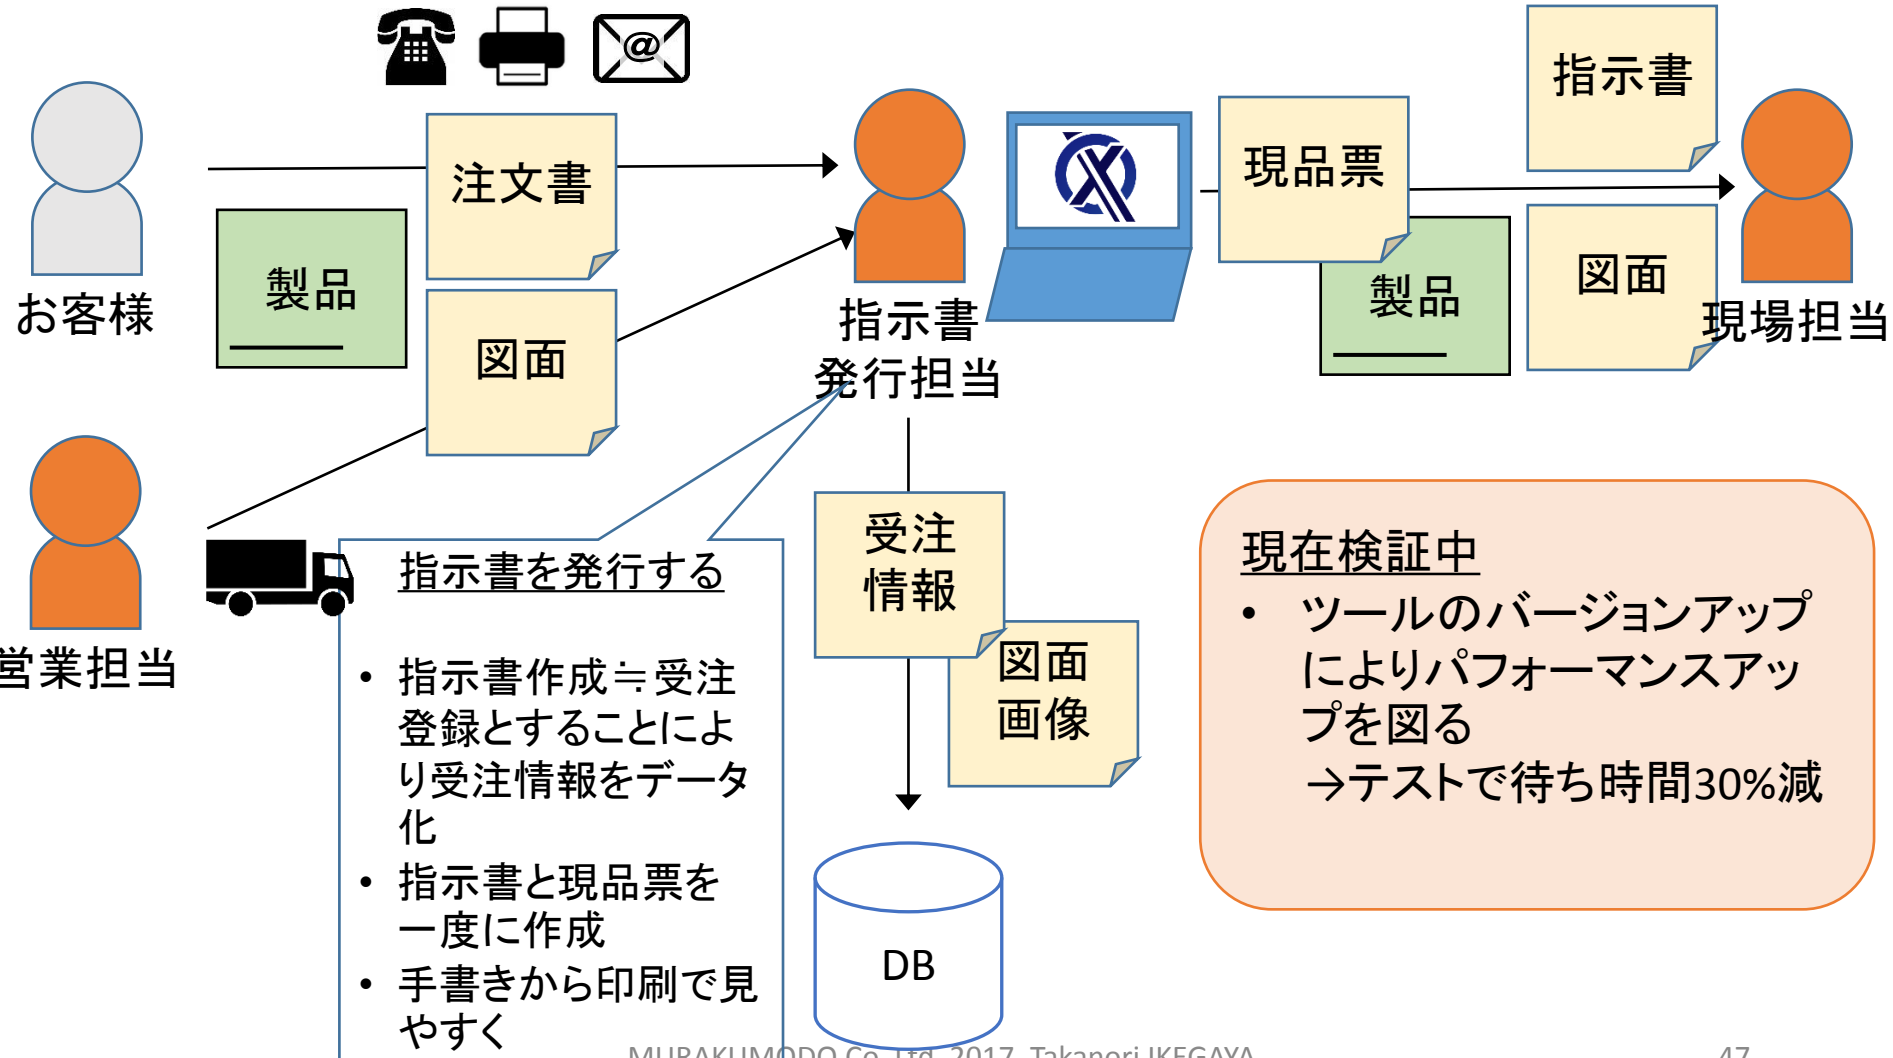 @
お客様
製品
注文書
図面
営業担当
指示書
発行担当
現品票
製品
指示書
図面
現場担当
指示書を発行する
• 指示書作成≒受注
登録とすることによ
り受注情報をデータ
化
• 指示書と現品票を
一度に作成
• 手書きから印刷で見
やすく
受注
情報
図面
画像
DB
現在検証中
• ツールのバージョンアップ
によりパフォーマンスアッ
プを図る
→テストで待ち時間30%減
MURAKUMODO Co.,Ltd. 2017 Takanori IKEGAYA
47